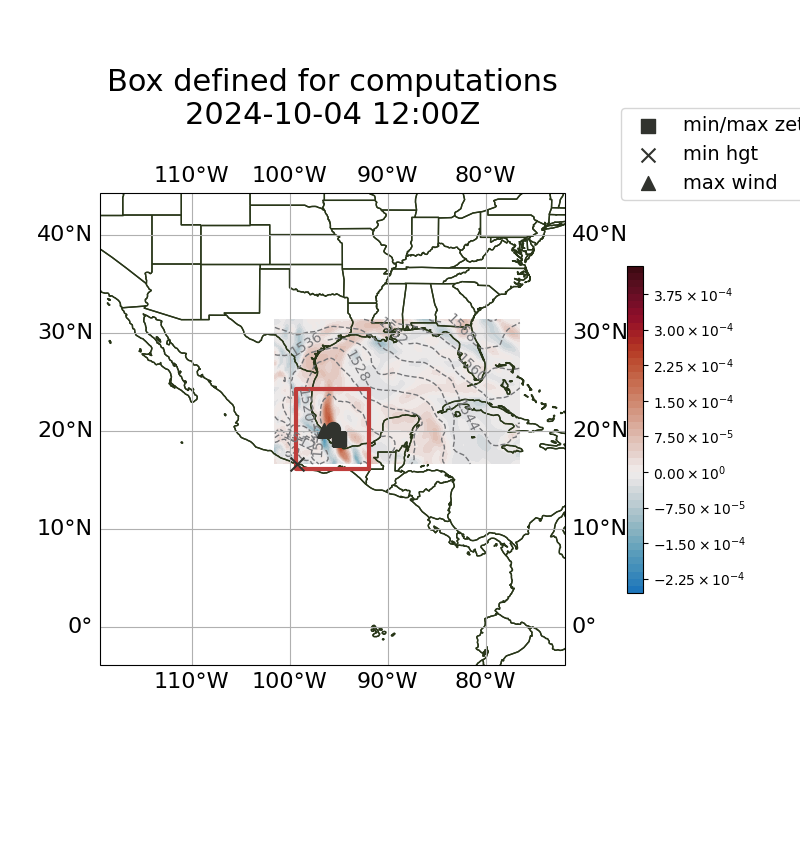 Box defined for computations
2024-10-04 12:00Z
min/max zet
min hgt
max wind
110°W 100°W 90°W 80°W
40°N 40°N
30°N 30°N
20°N 20°N
10°N 10°N
0° 0°
110°W 100°W 90°W 80°W
1536
1528
3.75 × 10⁻⁴
3.00 × 10⁻⁴
2.25 × 10⁻⁴
1.50 × 10⁻⁴
7.50 × 10⁻⁵
0.00 × 10⁰
−7.50 × 10⁻⁵
−1.50 × 10⁻⁴
−2.25 × 10⁻⁴